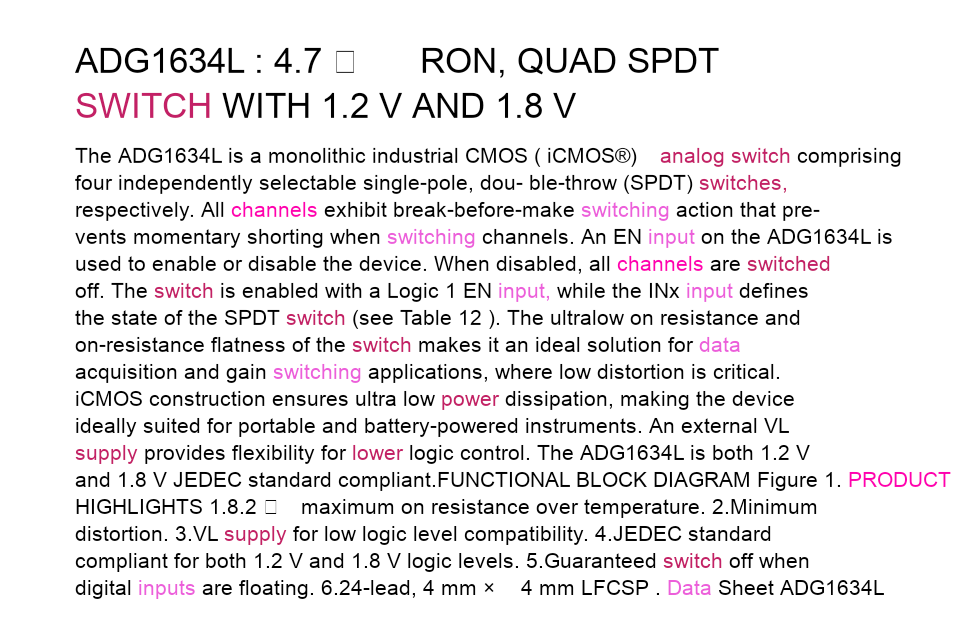 ADG1634L : 4.7 □ RON, QUAD SPDT
SWITCH WITH 1.2 V AND 1.8 V
The ADG1634L is a monolithic industrial CMOS ( iCMOS®) analog switch comprising
four independently selectable single-pole, dou- ble-throw (SPDT) switches,
respectively. All channels exhibit break-before-make switching action that pre-
vents momentary shorting when switching channels. An EN input on the ADG1634L is
used to enable or disable the device. When disabled, all channels are switched
off. The switch is enabled with a Logic 1 EN input, while the INx input defines
the state of the SPDT switch (see Table 12 ). The ultralow on resistance and
on-resistance flatness of the switch makes it an ideal solution for data
acquisition and gain switching applications, where low distortion is critical.
iCMOS construction ensures ultra low power dissipation, making the device
ideally suited for portable and battery-powered instruments. An external VL
supply provides flexibility for lower logic control. The ADG1634L is both 1.2 V
and 1.8 V JEDEC standard compliant.FUNCTIONAL BLOCK DIAGRAM Figure 1. PRODUCT
HIGHLIGHTS 1.8.2 □ maximum on resistance over temperature. 2.Minimum
distortion. 3.VL supply for low logic level compatibility. 4.JEDEC standard
compliant for both 1.2 V and 1.8 V logic levels. 5.Guaranteed switch off when
digital inputs are floating. 6.24-lead, 4 mm × 4 mm LFCSP . Data Sheet ADG1634L